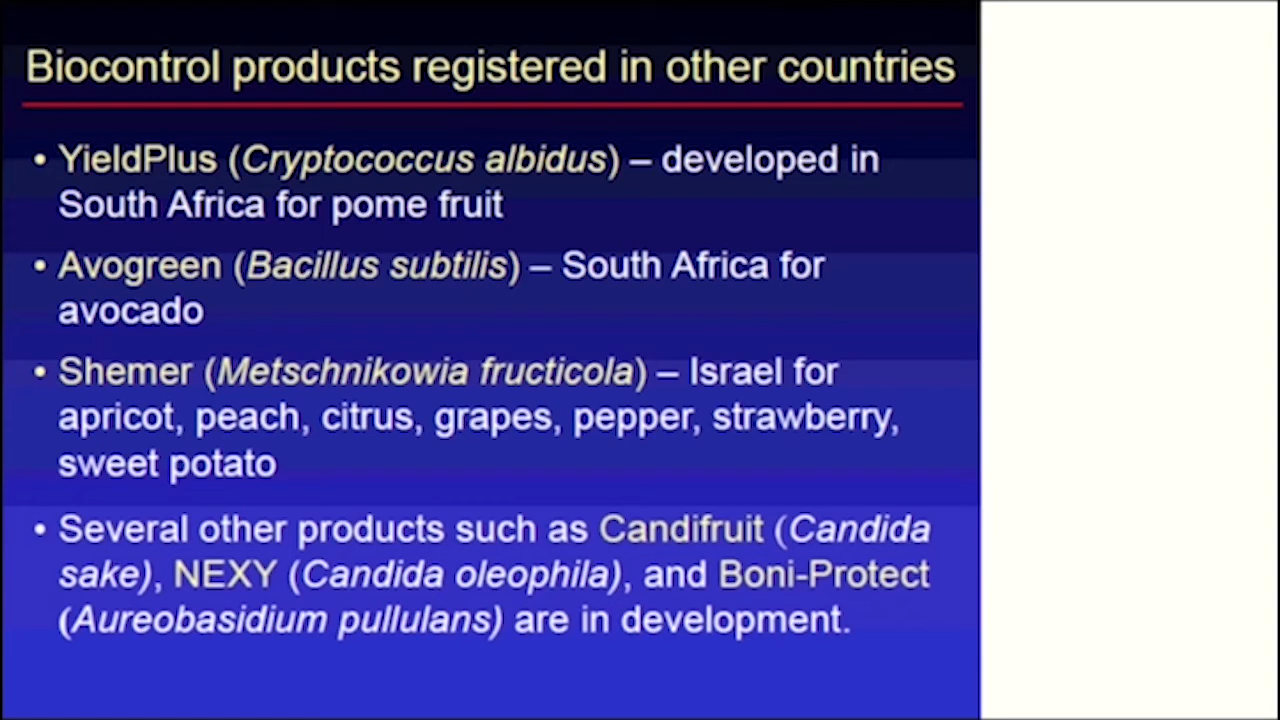 Biocontrol products registered in other countries
• YieldPlus (Cryptococcus albidus) – developed in
South Africa for pome fruit
• Avogreen (Bacillus subtilis) – South Africa for
avocado
• Shemer (Metschnikowia fructicola) – Israel for
apricot, peach, citrus, grapes, pepper, strawberry,
sweet potato
• Several other products such as Candifruit (Candida
sake), NEXY (Candida oleophila), and Boni-Protect
(Aureobasidium pullulans) are in development.